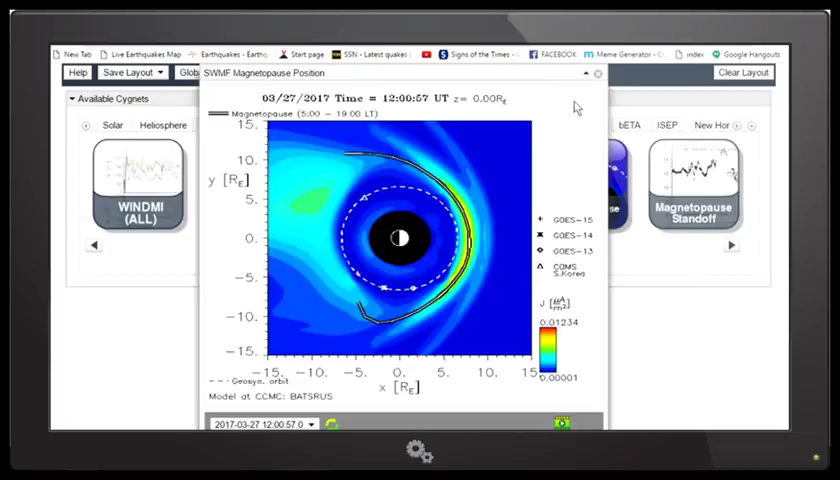 New Tab
Live Earthquakes Map
Earthquakes - Earthq
Start page
SSN - Latest quakes
Signs of the Times -
FACEBOOK
Meme Generator - C
index
Google Hangouts
Help
Save Layout
Globa
SWMF Magnetopause Position
Clear Layout
Available Cygnets
03/27/2017 Time = 12:00:57 UT z= 0.00RE
Magnetopause (5:00 - 19:00 LT)
Solar
Heliosphere
bETA
ISEP
New Hor
15.
10.
5.
0.
-5.
-10.
-15.
y [RE]
WINDMI
(ALL)
Magnetopause
Standoff
GOES-15
GOES-14
GOES-13
COMS
S.Korea
0.01234
0.00001
-15.
-10.
-5.
0.
5.
10.
15.
x [RE]
Geosyn. orbit
Model at CCMC: BATSRUS
2017-03-27 12:00:57.0